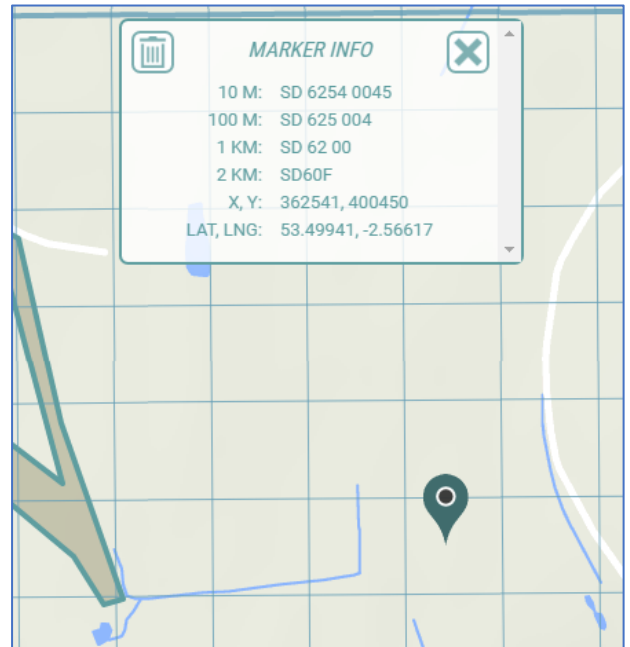 MARKER INFO
10 M: SD 6254 0045
100 M: SD 625 004
1 KM: SD 62 00
2 KM: SD60F
X, Y: 362541, 400450
LAT, LNG: 53.49941, -2.56617